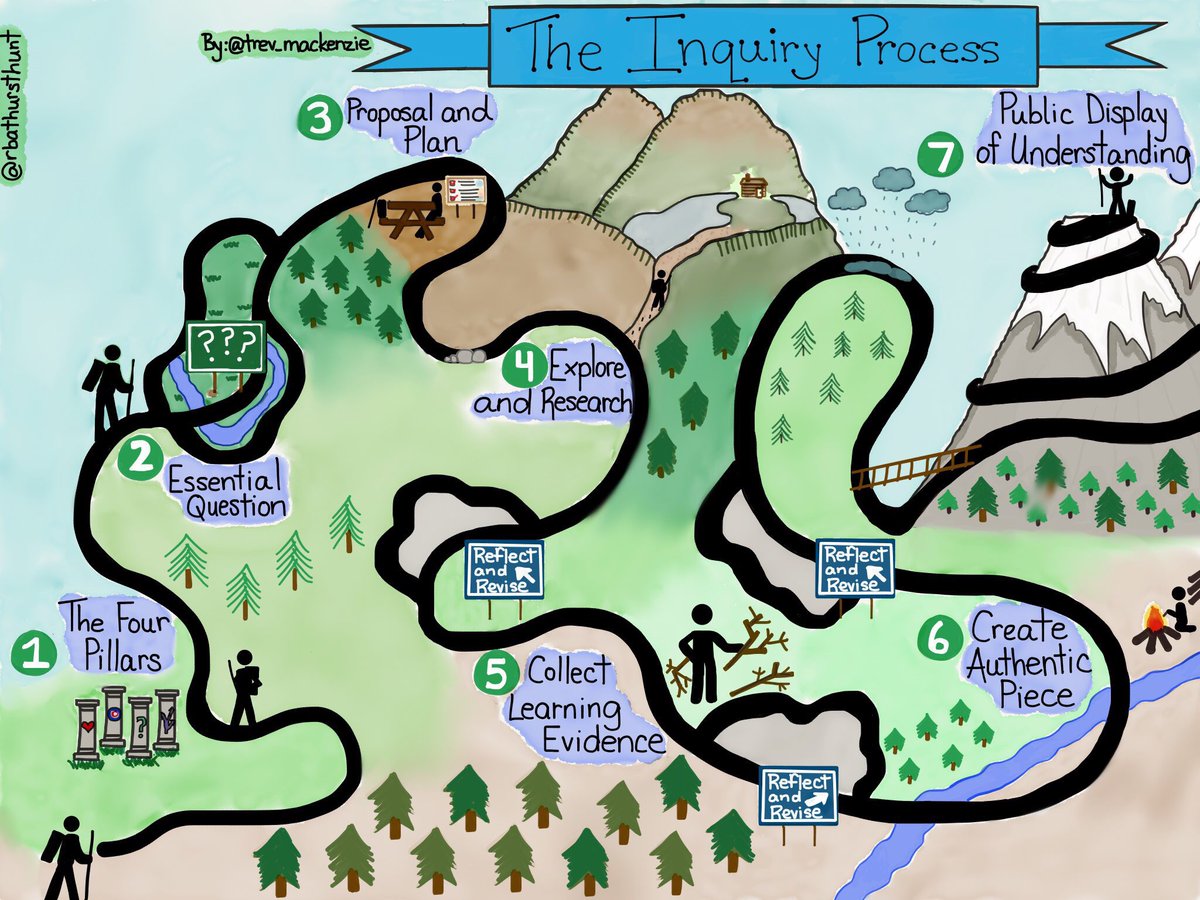 The Inquiry Process
By:@trev_mackenzie
@rbathursthunt
1
The Four
Pillars
2
Essential
Question
???
?
3
Proposal and
Plan
4
Explore
and Research
Reflect
and
Revise
5
Collect
Learning
Evidence
Reflect
and
Revise
6
Create
Authentic
Piece
Reflect
and
Revise
7
Public Display
of Understanding